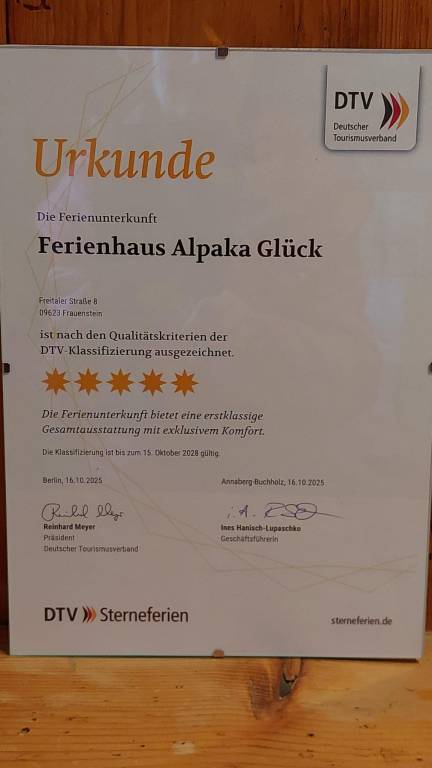 DTV
Deutscher
Tourismusverband
Urkunde
Die Ferienunterkunft
Ferienhaus Alpaka Glück
Freitaler Straße 8
09623 Frauenstein
ist nach den Qualitätskriterien der
DTV-Klassifizierung ausgezeichnet.
Die Ferienunterkunft bietet eine erstklassige
Gesamtausstattung mit exklusivem Komfort.
Die Klassifizierung ist bis zum 15. Oktober 2028 gültig.
Berlin, 16.10.2025
Annaberg-Buchholz, 16.10.2025
Reinhard Meyer
i. A.
Reinhard Meyer
Präsident
Deutscher Tourismusverband
Ines Hanisch-Lupaschko
Geschäftsführerin
DTV Sterneferien
sterneferien.de